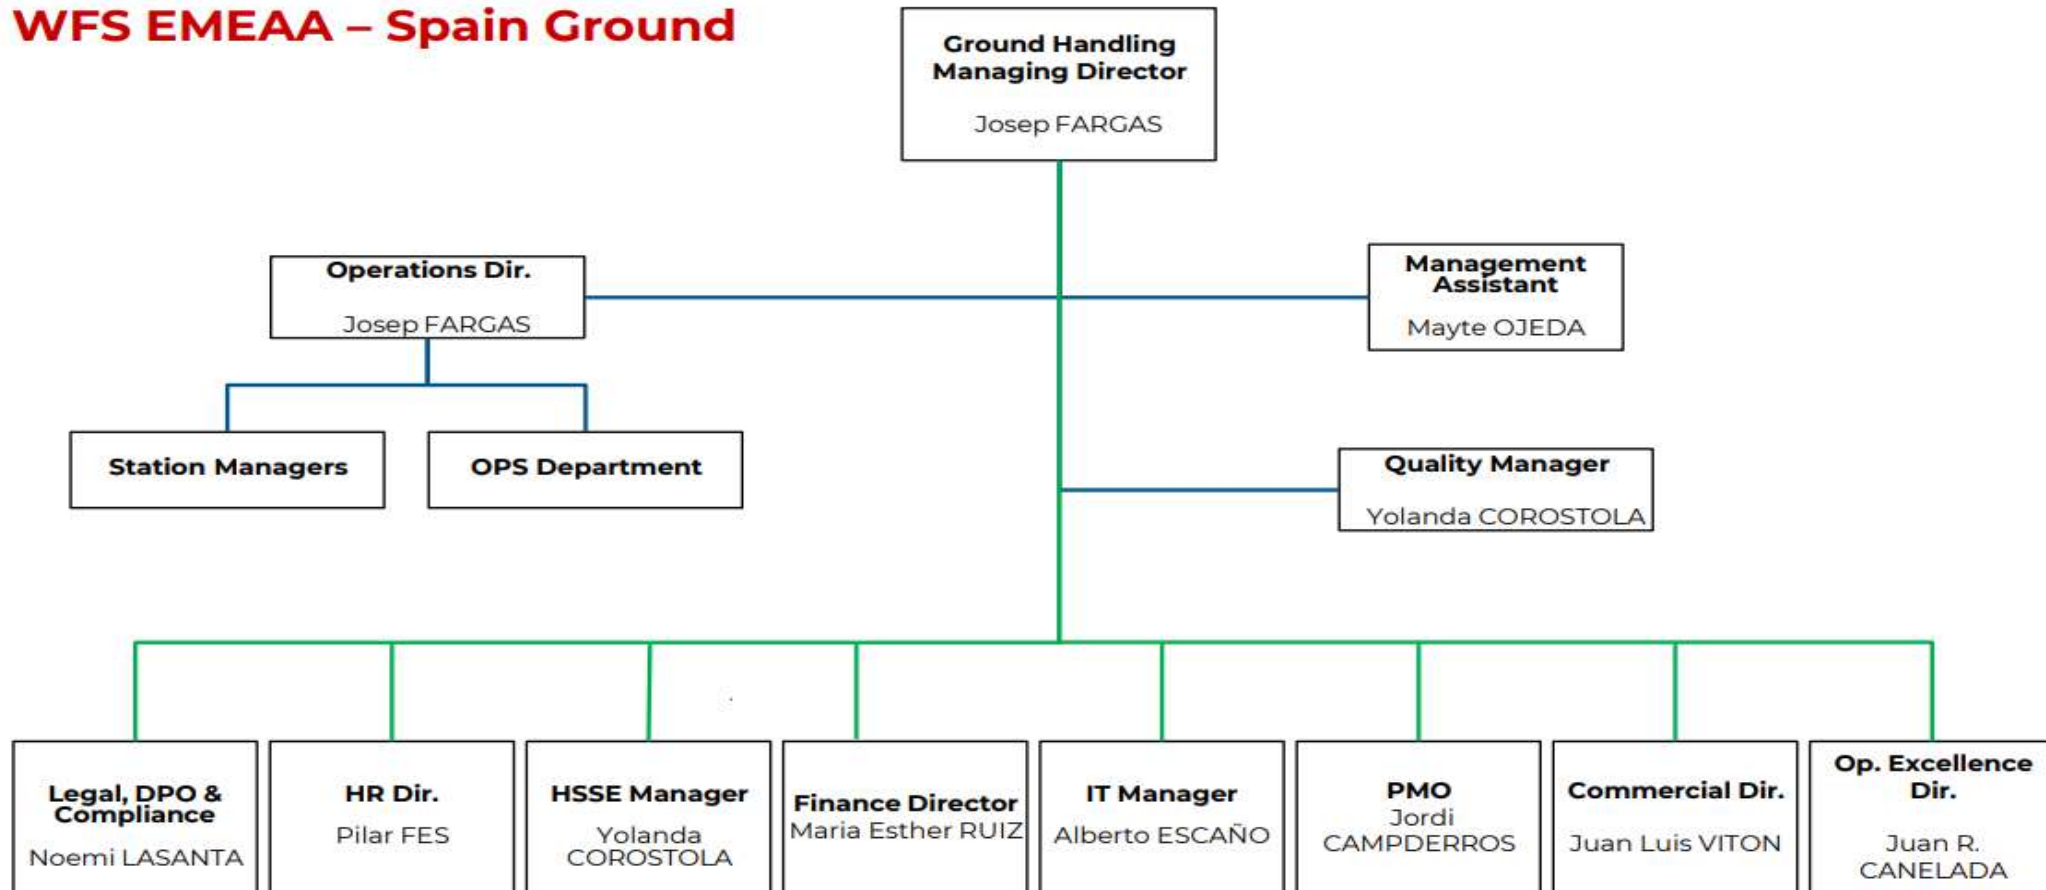 WFS EMEAA – Spain Ground
Ground Handling
Managing Director
Josep FARGAS
Operations Dir.
Josep FARGAS
Management
Assistant
Mayte OJEDA
Station Managers
OPS Department
Quality Manager
Yolanda COROSTOLA
Legal, DPO &
Compliance
Noemi LASANTA
HR Dir.
Pilar FES
HSSE Manager
Yolanda
COROSTOLA
Finance Director
Maria Esther RUIZ
IT Manager
Alberto ESCAÑO
PMO
Jordi
CAMPDERROS
Commercial Dir.
Juan Luis VITON
Op. Excellence
Dir.
Juan R.
CANELADA